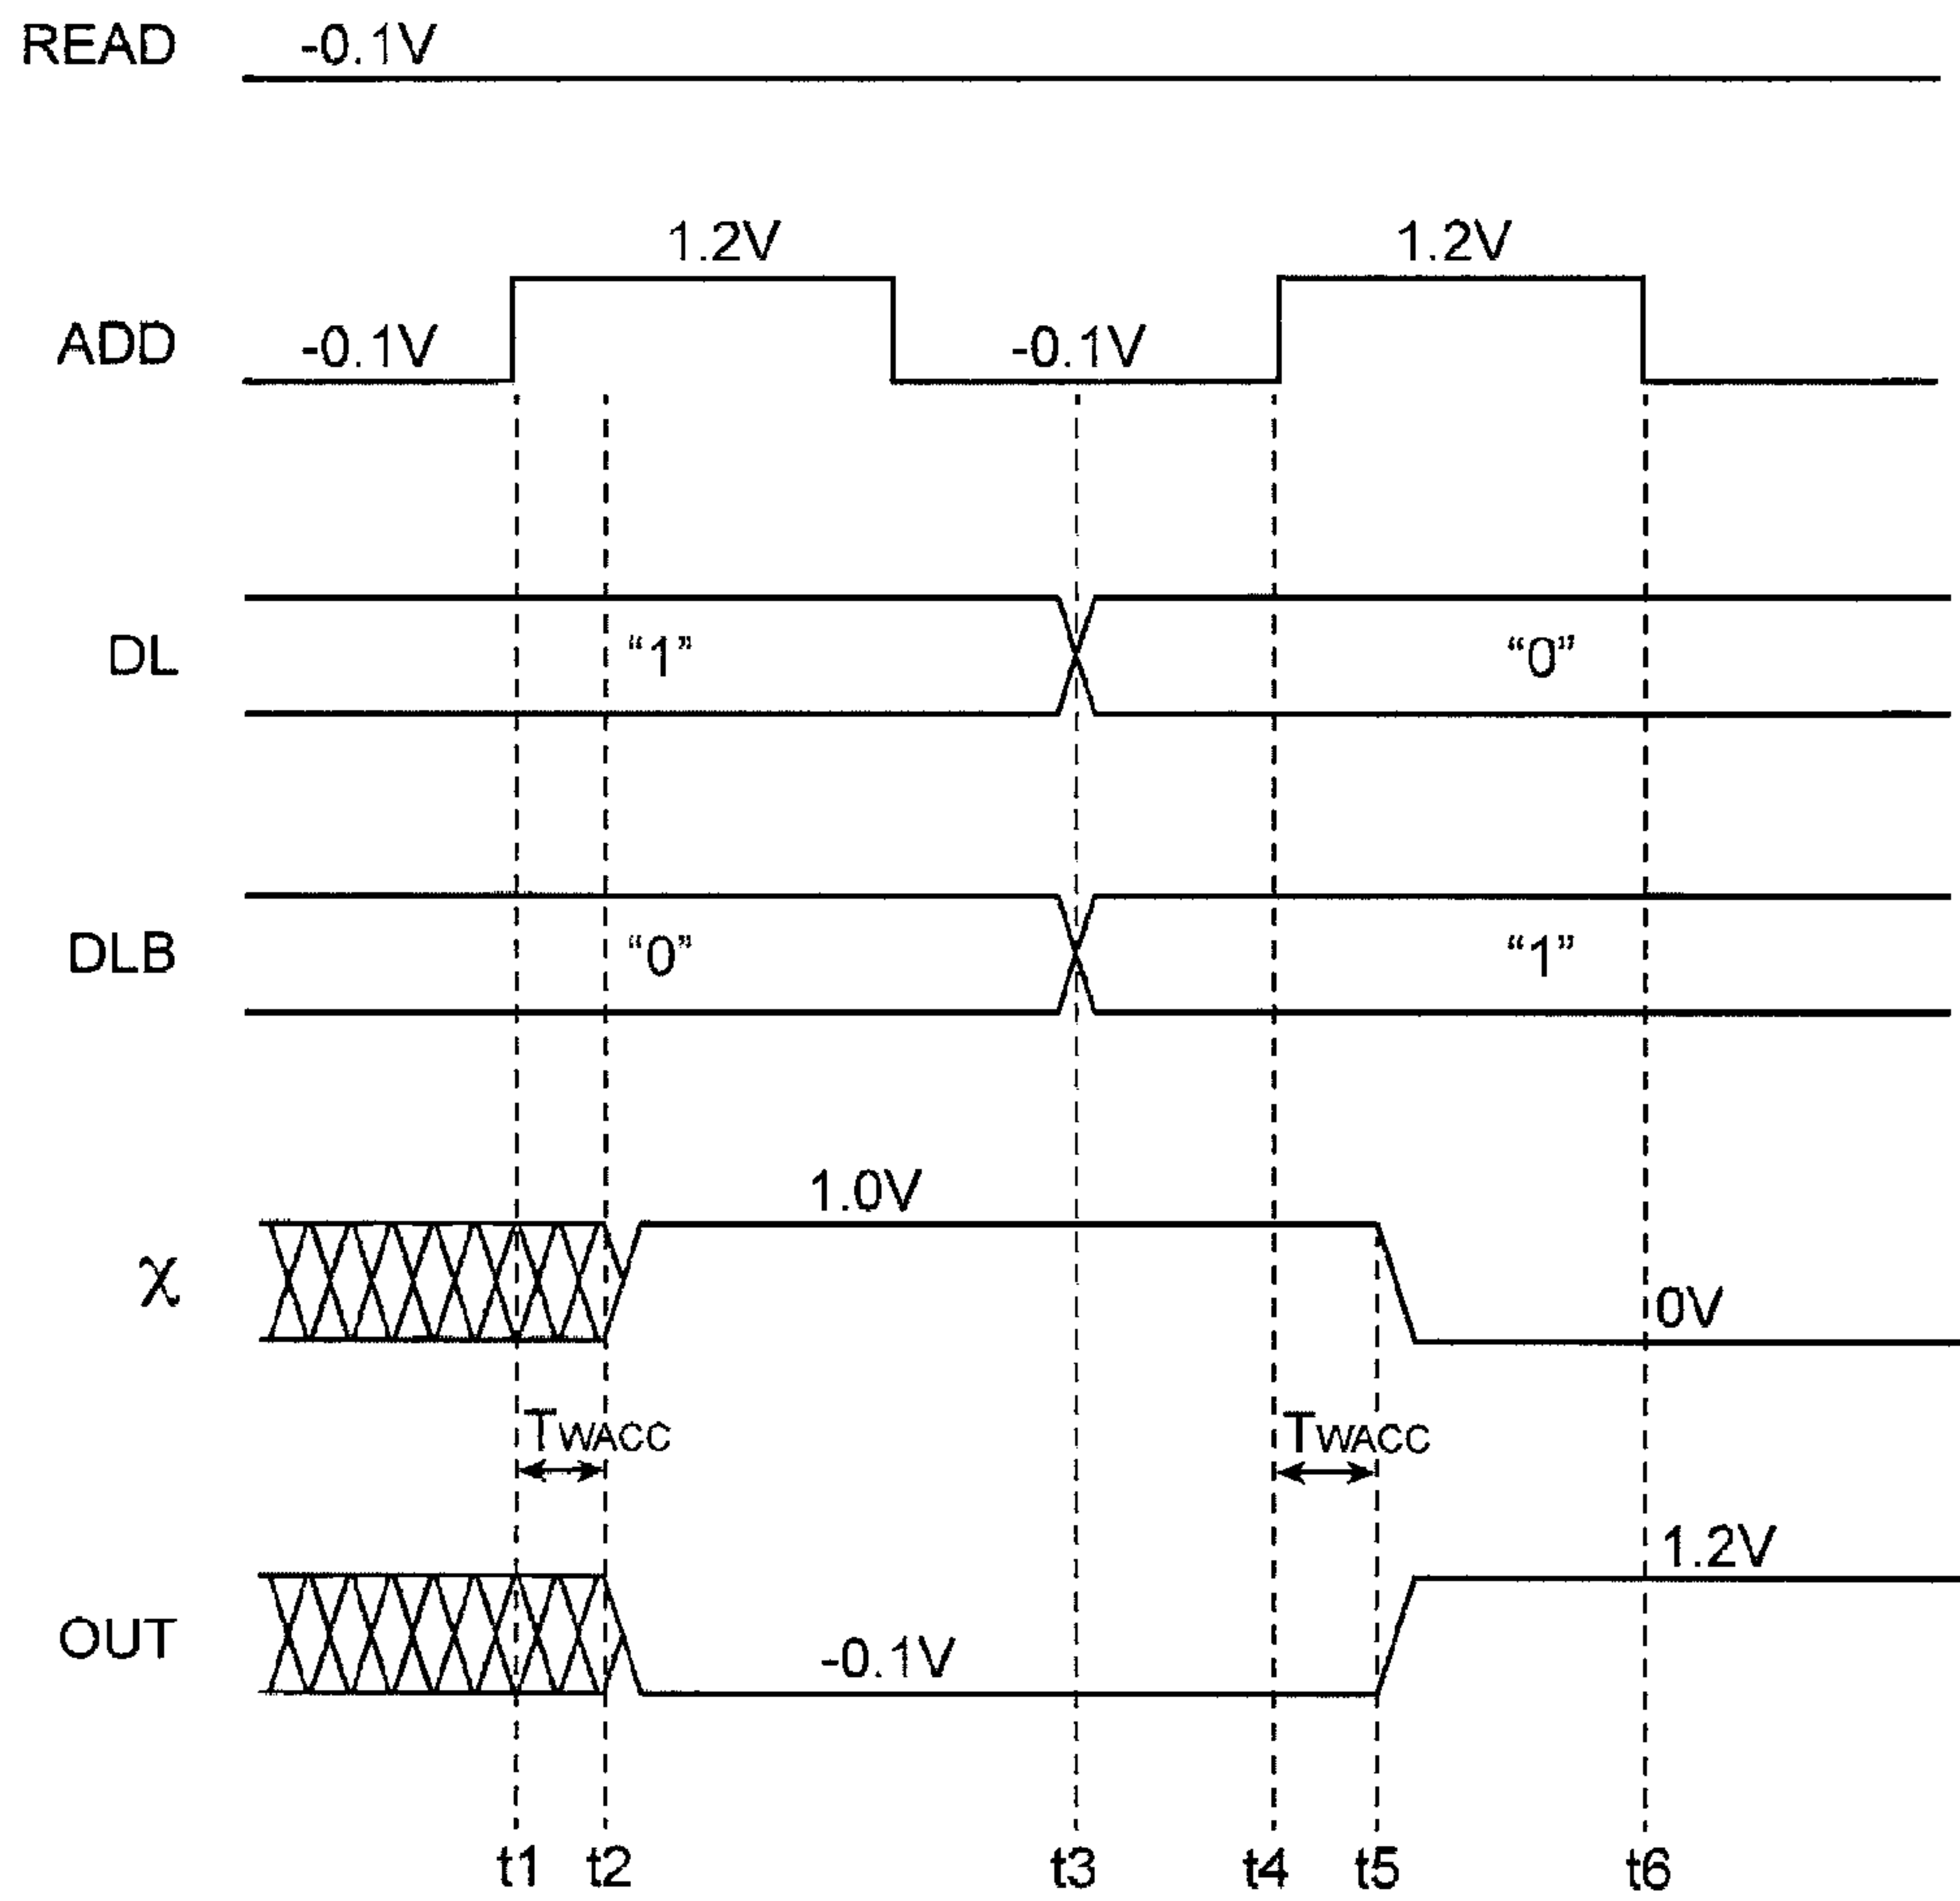 READ -0.1V
1.2V 1.2V
ADD -0.1V -0.1V
DL “1” “0”
DLB “0” “1”
1.0V
χ 0V
TWACC TWACC
1.2V
OUT -0.1V
t1 t2 t3 t4 t5 t6